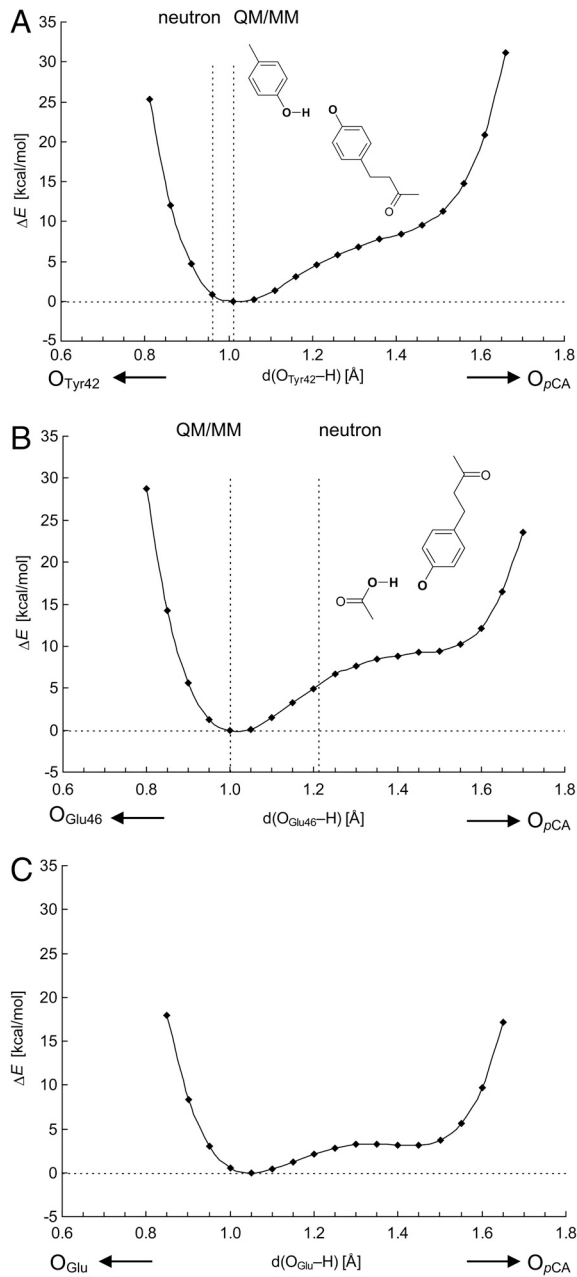 A
neutron QM/MM
35
30
25
20
15
10
5
0
-5
ΔE [kcal/mol]
O–H
O
O
0.6 0.8 1.0 1.2 1.4 1.6 1.8
OTyr42 d(OTyr42–H) [Å] OpCA
B
QM/MM neutron
35
30
25
20
15
10
5
0
-5
ΔE [kcal/mol]
O
O–H
O
O
0.6 0.8 1.0 1.2 1.4 1.6 1.8
OGlu46 d(OGlu46–H) [Å] OpCA
C
35
30
25
20
15
10
5
0
-5
ΔE [kcal/mol]
0.6 0.8 1.0 1.2 1.4 1.6 1.8
OGlu d(OGlu–H) [Å] OpCA